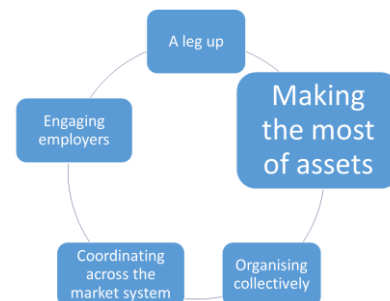 A leg up
Making
the most
of assets
Organising
collectively
Coordinating
across the
market system
Engaging
employers